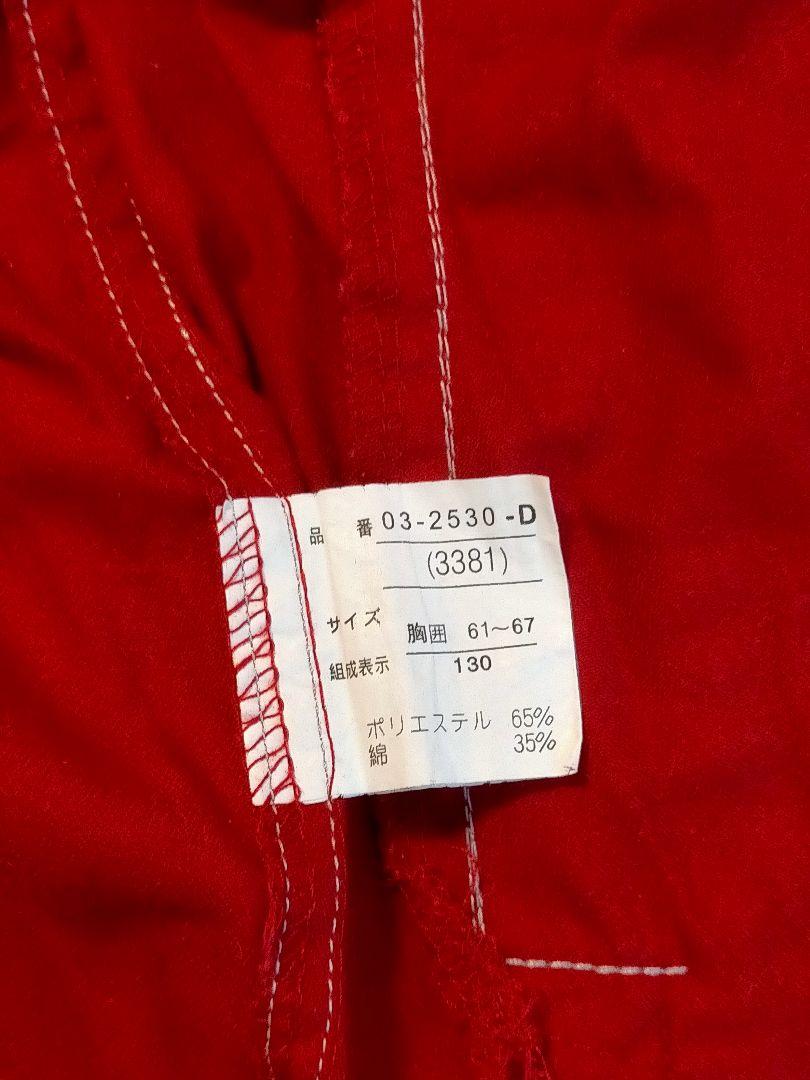 品 番 03-2530-D
(3381)
サイズ 胸囲 61〜67
組成表示 130
ポリエステル 65%
綿 35%